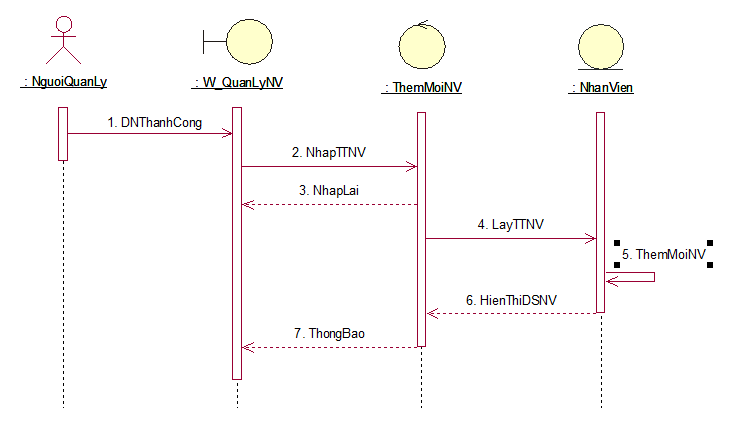 : NguoiQuanLy
: W_QuanLyNV
: ThemMoiNV
: NhanVien
1. DNThanhCong
2. NhapTTNV
3. NhapLai
4. LayTTNV
5. ThemMoiNV
6. HienThiDSNV
7. ThongBao